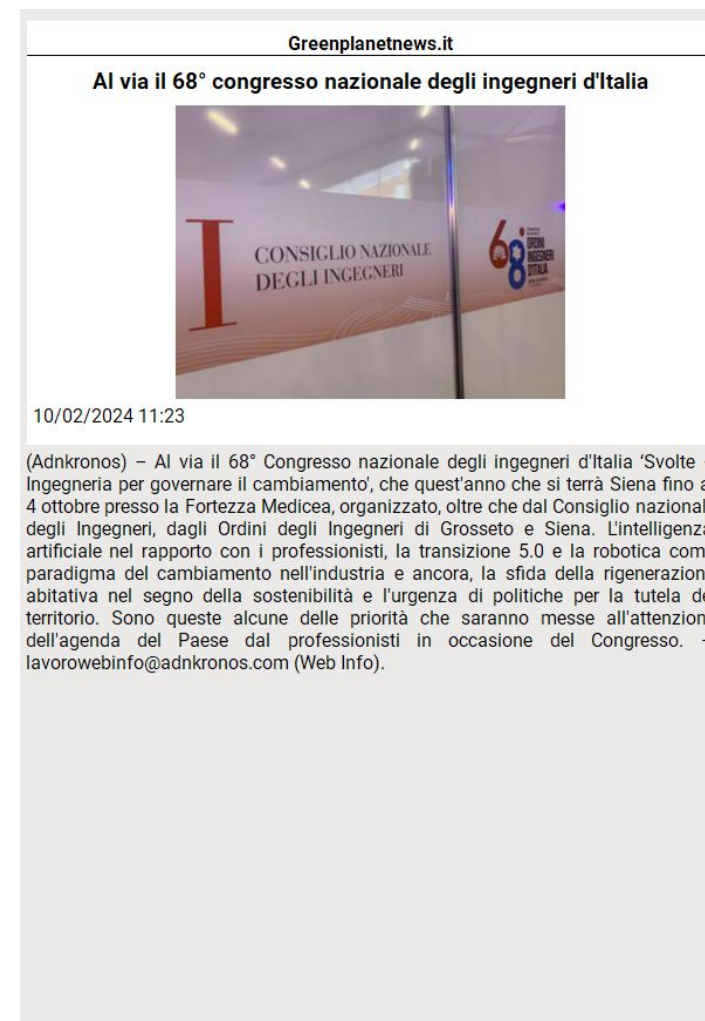 Greenplanetnews.it
Al via il 68° congresso nazionale degli ingegneri d'Italia
I
CONSIGLIO NAZIONALE
DEGLI INGEGNERI
68
ORDINI
INGEGNERI
D'ITALIA
10/02/2024 11:23
(Adnkronos) – Al via il 68° Congresso nazionale degli ingegneri d'Italia ‘Svolte -
Ingegneria per governare il cambiamento', che quest'anno che si terrà Siena fino a
4 ottobre presso la Fortezza Medicea, organizzato, oltre che dal Consiglio nazional
degli Ingegneri, dagli Ordini degli Ingegneri di Grosseto e Siena. L'intelligenza
artificiale nel rapporto con i professionisti, la transizione 5.0 e la robotica com
paradigma del cambiamento nell'industria e ancora, la sfida della rigenerazion
abitativa nel segno della sostenibilità e l'urgenza di politiche per la tutela de
territorio. Sono queste alcune delle priorità che saranno messe all'attenzion
dell'agenda del Paese dal professionisti in occasione del Congresso. -
lavorowebinfo@adnkronos.com (Web Info).